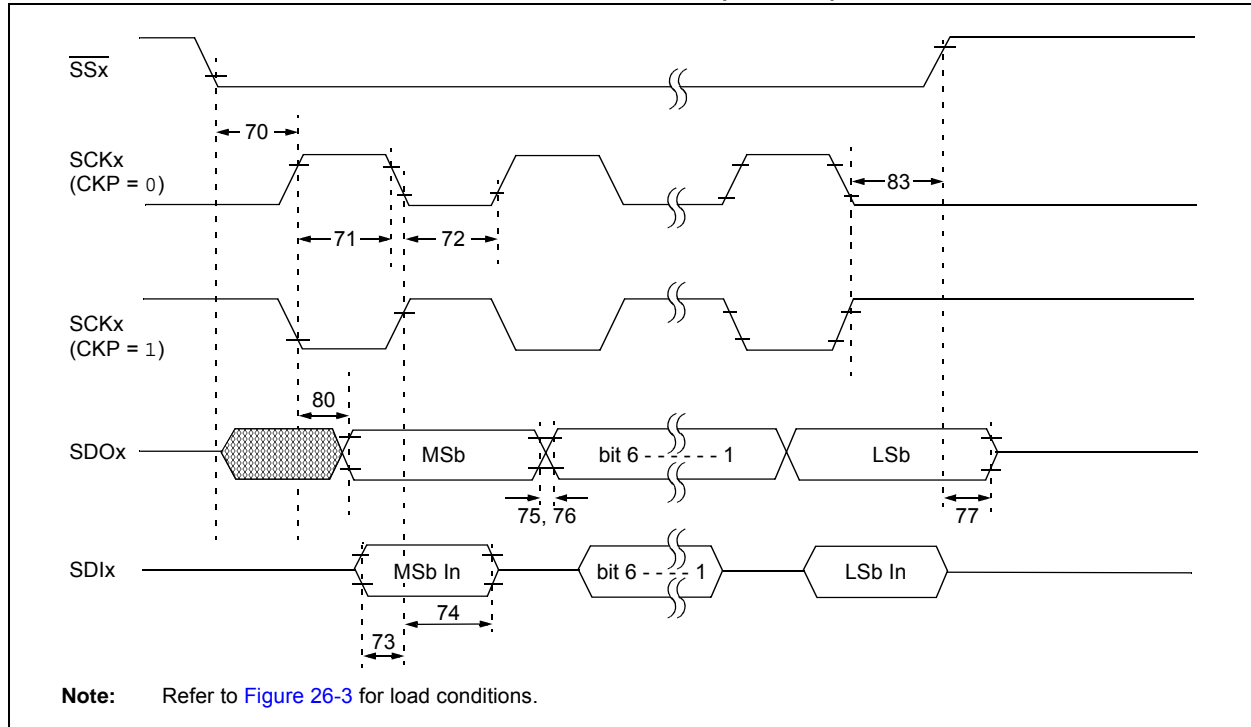 SSx
70
SCKx
(CKP = 0)
83
71
72
SCKx
(CKP = 1)
80
SDOx
MSb
bit 6 - - - - - - 1
LSb
75, 76
77
SDIx
MSb In
bit 6 - - - - 1
LSb In
74
73
Note: Refer to Figure 26-3 for load conditions.